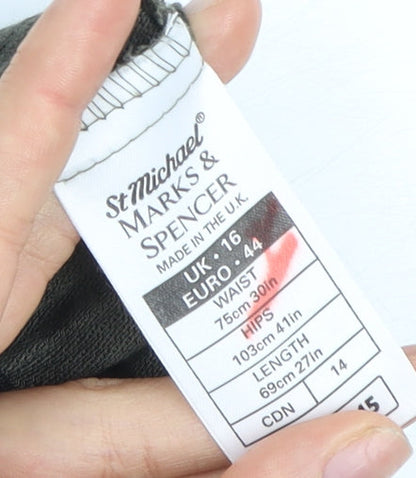 St Michael®
MARKS &
SPENCER
MADE IN THE U.K.
UK • 16
EURO • 44
WAIST
75cm 30in
HIPS
103cm 41in
LENGTH
69cm 27in
CDN 14